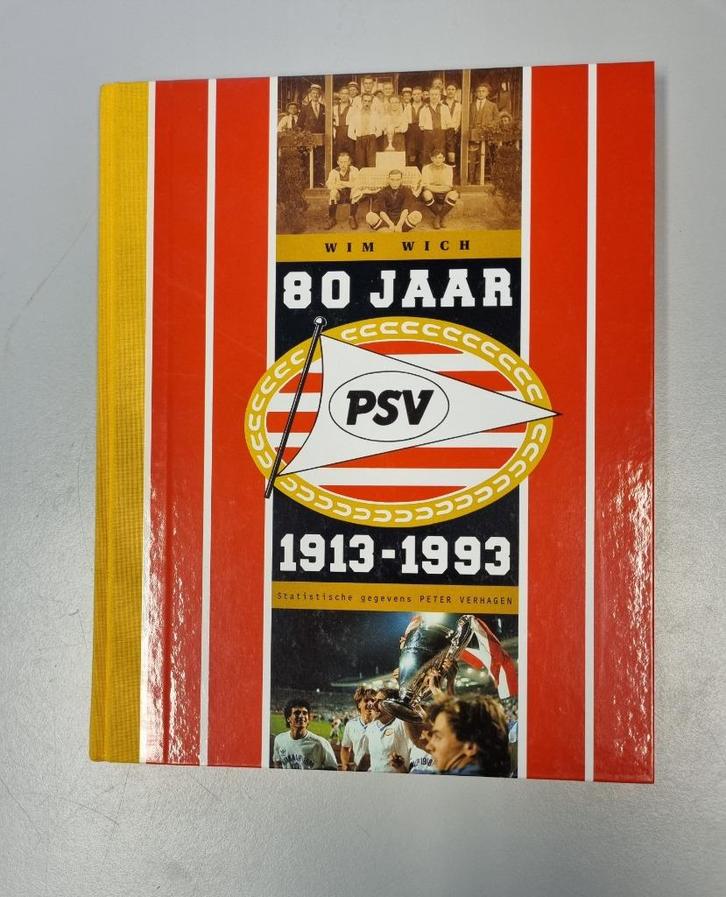 WIM WICH
80 JAAR
PSV
1913-1993
Statistische gegevens PETER VERHAGEN